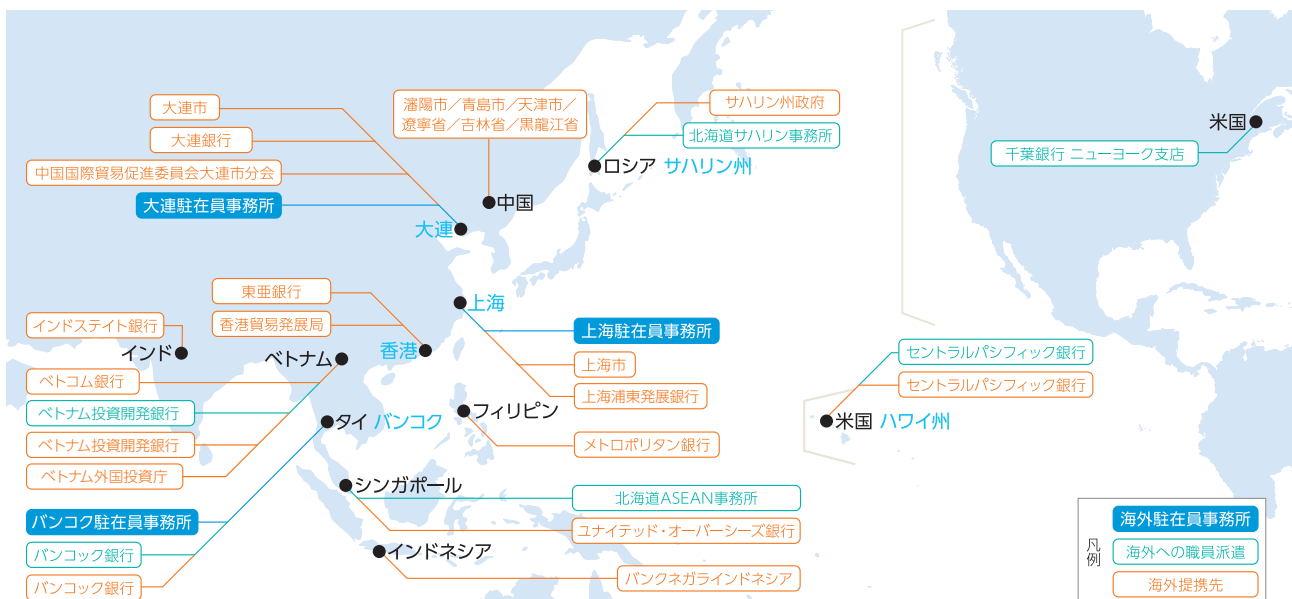 大連市
大連銀行
中国国際貿易促進委員会大連市分会
大連駐在員事務所
大連
瀋陽市／青島市／天津市／
遼寧省／吉林省／黒龍江省
中国
サハリン州政府
北海道サハリン事務所
ロシア サハリン州
米国
千葉銀行 ニューヨーク支店
東亜銀行
香港貿易発展局
香港
上海
上海駐在員事務所
上海市
上海浦東発展銀行
インドステイト銀行
インド
ベトナム
ベトコム銀行
ベトナム投資開発銀行
ベトナム投資開発銀行
ベトナム外国投資庁
タイ バンコク
バンコク駐在員事務所
バンコック銀行
バンコック銀行
フィリピン
メトロポリタン銀行
シンガポール
北海道ASEAN事務所
ユナイテッド・オーバーシーズ銀行
インドネシア
バンクネガラインドネシア
セントラルパシフィック銀行
セントラルパシフィック銀行
米国 ハワイ州
凡例
海外駐在員事務所
海外への職員派遣
海外提携先